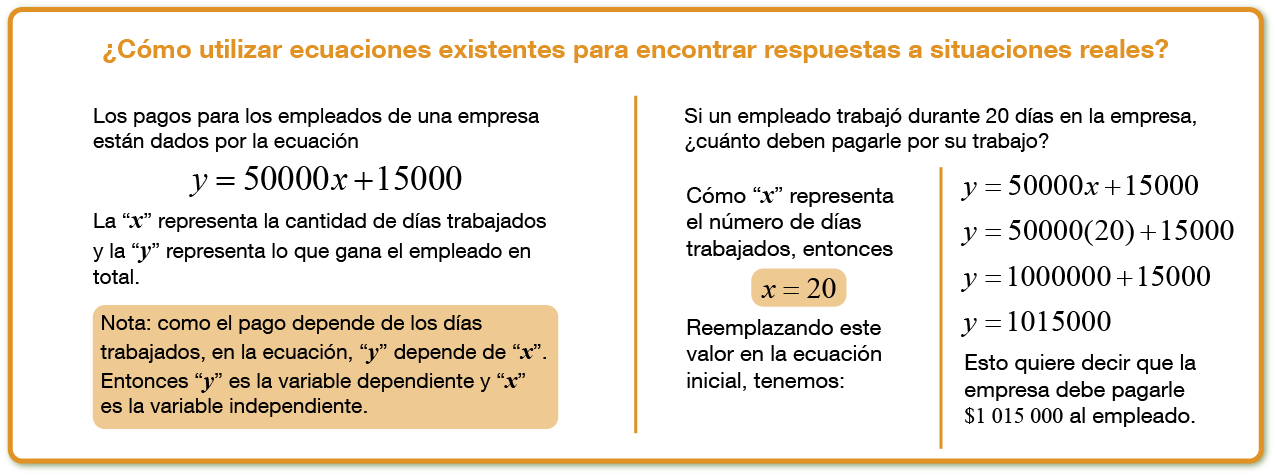 ¿Cómo utilizar ecuaciones existentes para encontrar respuestas a situaciones reales?
Los pagos para los empleados de una empresa
están dados por la ecuación
y = 50000x + 15000
La “x” representa la cantidad de días trabajados
y la “y” representa lo que gana el empleado en
total.
Nota: como el pago depende de los días
trabajados, en la ecuación, “y” depende de “x”.
Entonces “y” es la variable dependiente y “x”
es la variable independiente.
Si un empleado trabajó durante 20 días en la empresa,
¿cuánto deben pagarle por su trabajo?
Cómo “x” representa
el número de días
trabajados, entonces
x = 20
Reemplazando este
valor en la ecuación
inicial, tenemos:
y = 50000x + 15000
y = 50000(20) + 15000
y = 1000000 + 15000
y = 1015000
Esto quiere decir que la
empresa debe pagarle
$1 015 000 al empleado.